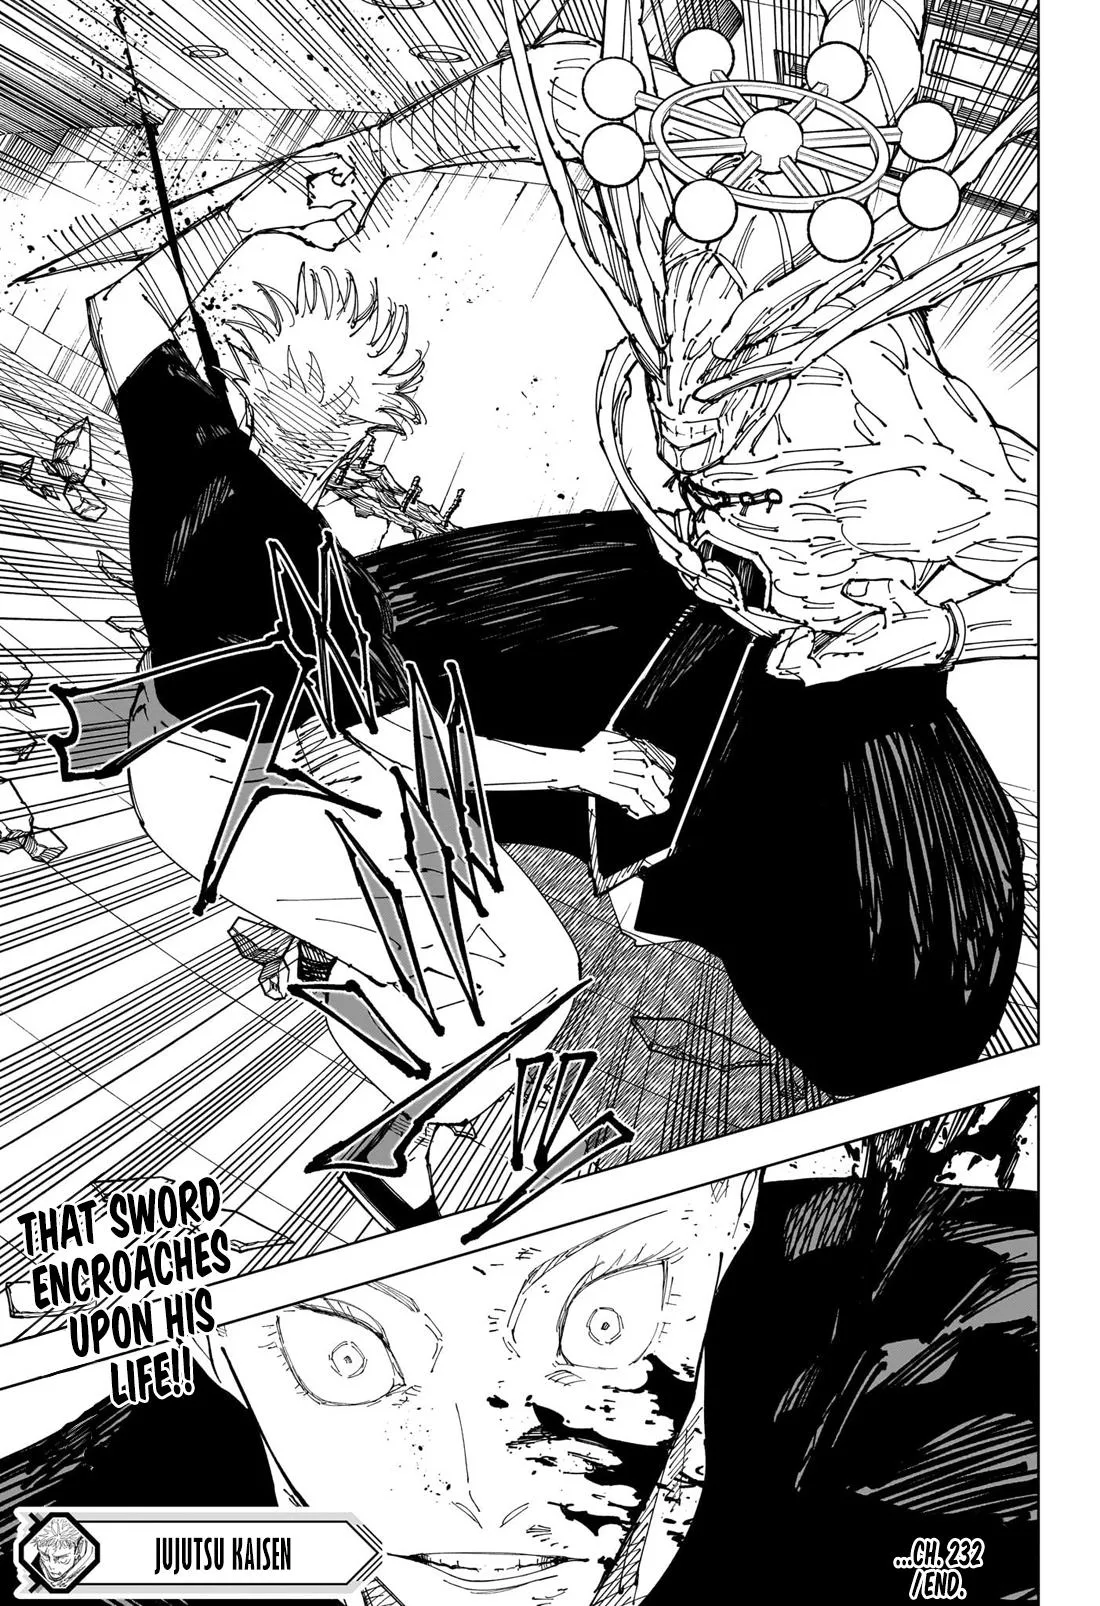 THAT SWORD
ENCROACHES
UPON HIS
LIFE!!
JUJUTSU KAISEN
...CH. 232
/END.